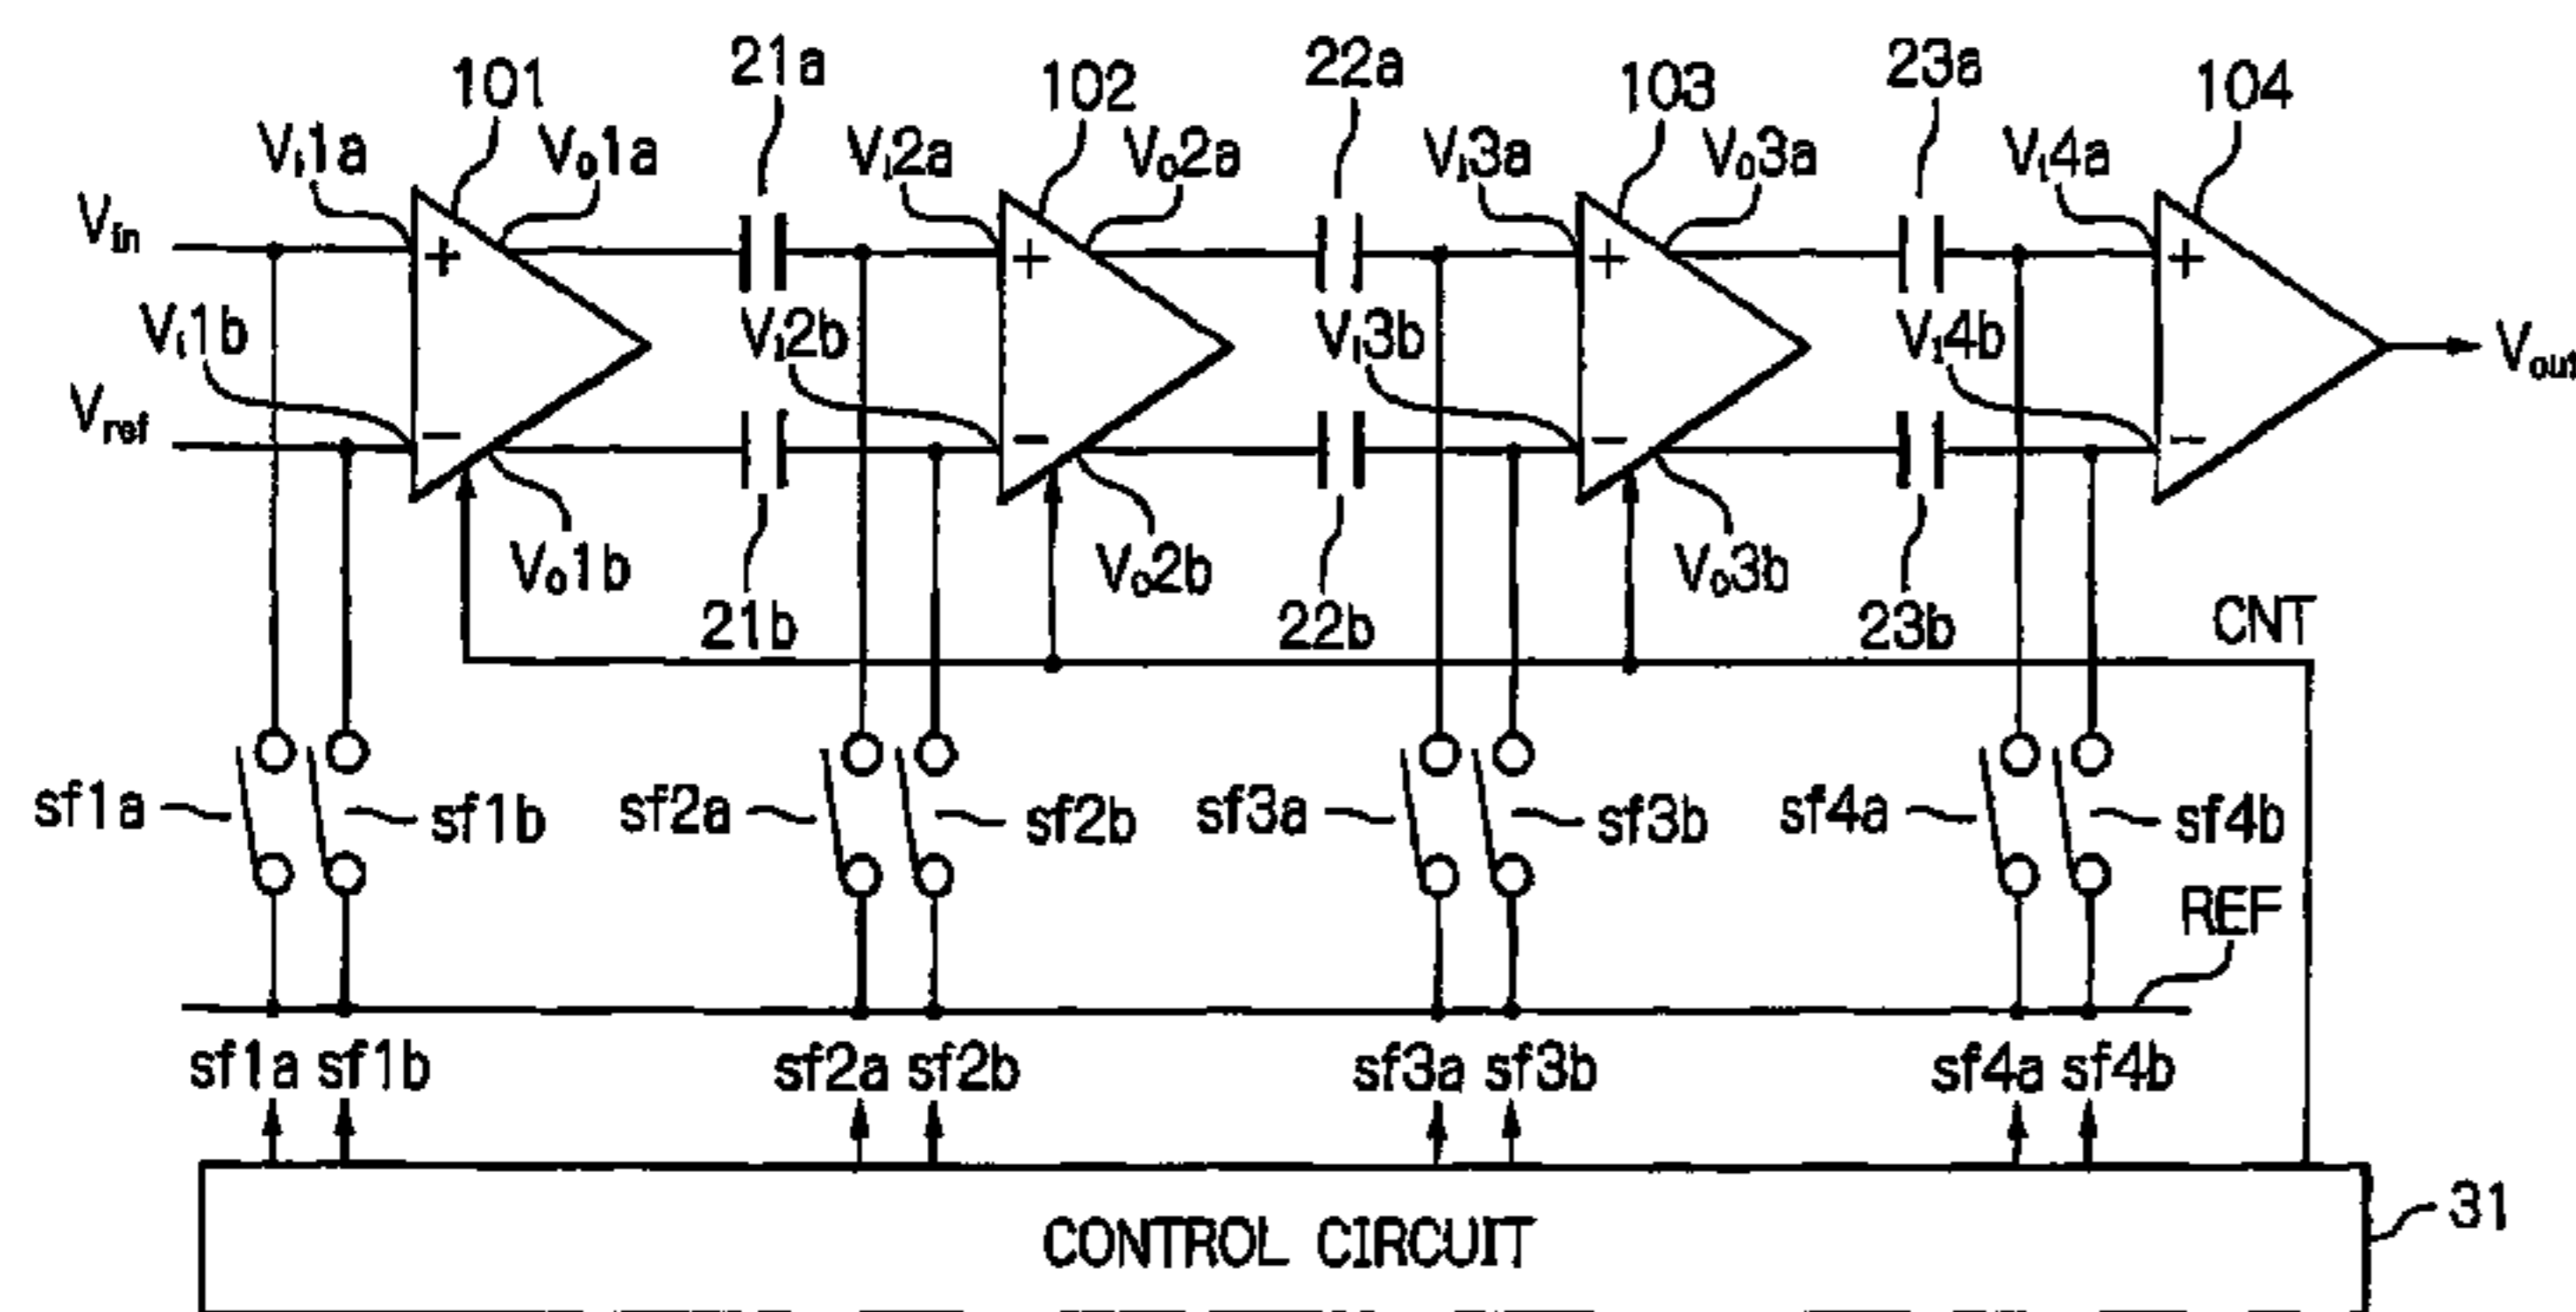 21a 22a 23a
101 102 103 104
Vi1a Vo1a Vi2a Vo2a Vi3a Vo3a Vi4a
Vin
+ + + +
Vi1b Vi2b Vi3b Vi4b
Vout
Vref
− − − −
Vo1b Vo2b Vo3b
21b 22b 23b CNT
sf1a sf1b sf2a sf2b sf3a sf3b sf4a sf4b
REF
sf1a sf1b sf2a sf2b sf3a sf3b sf4a sf4b
31
CONTROL CIRCUIT